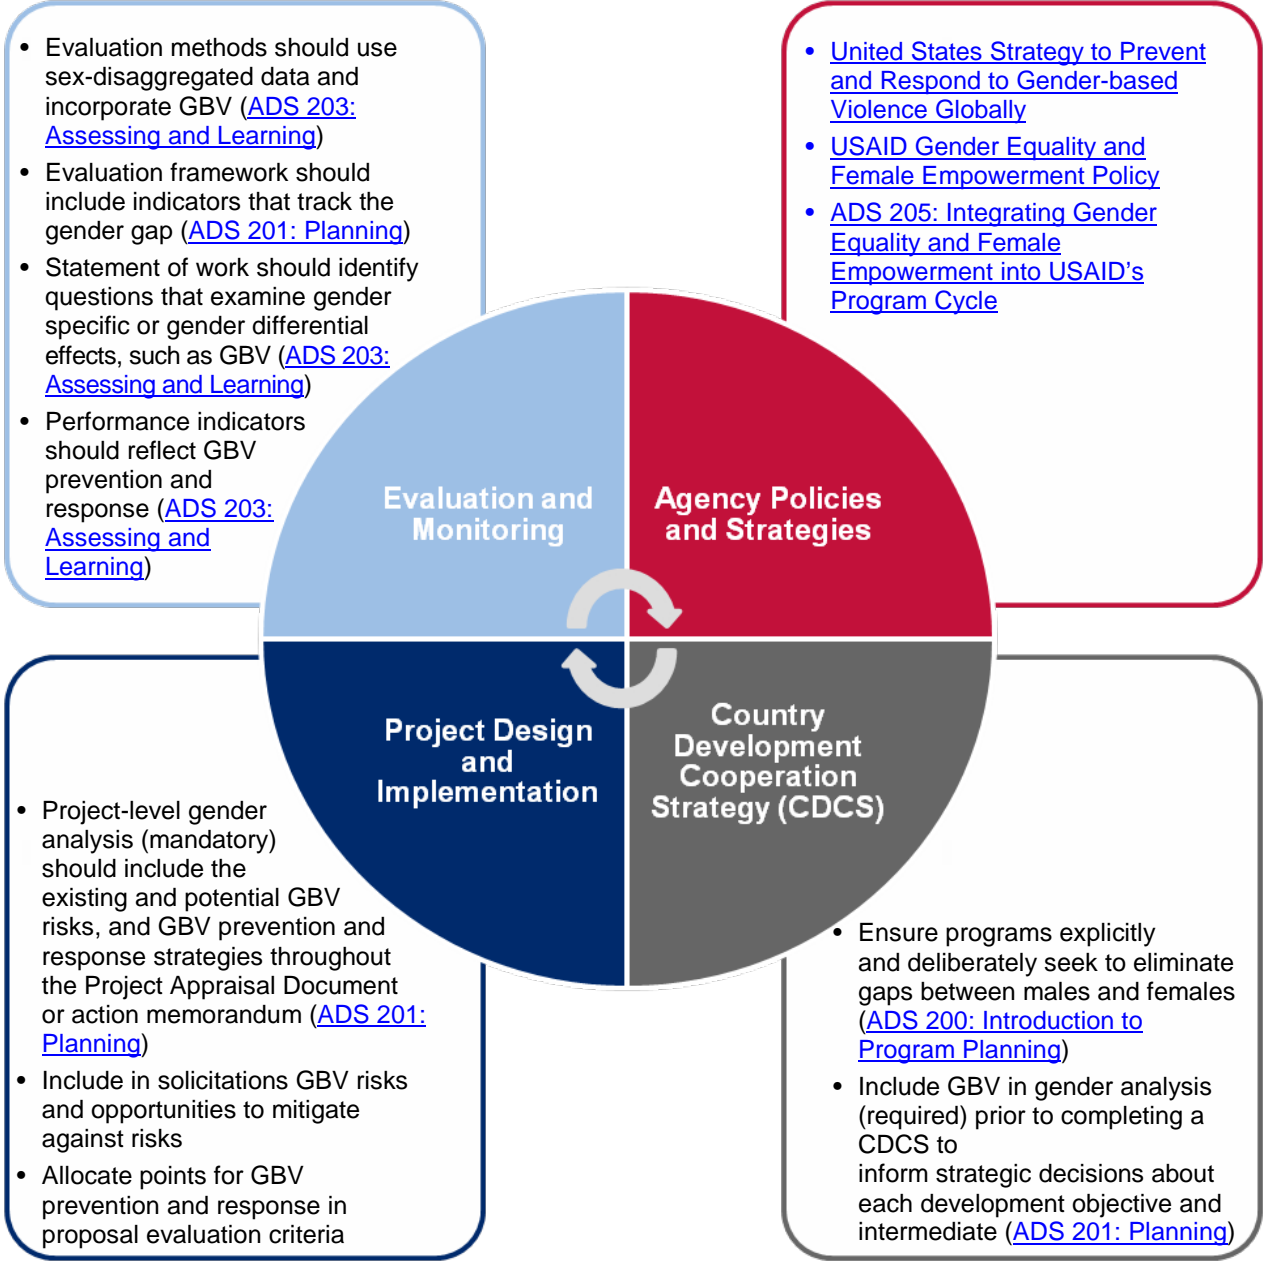 • Evaluation methods should use
sex-disaggregated data and
incorporate GBV (ADS 203:
Assessing and Learning)
• Evaluation framework should
include indicators that track the
gender gap (ADS 201: Planning)
• Statement of work should identify
questions that examine gender
specific or gender differential
effects, such as GBV (ADS 203:
Assessing and Learning)
• Performance indicators
should reflect GBV
prevention and
response (ADS 203:
Assessing and
Learning)
• United States Strategy to Prevent
and Respond to Gender-based
Violence Globally
• USAID Gender Equality and
Female Empowerment Policy
• ADS 205: Integrating Gender
Equality and Female
Empowerment into USAID’s
Program Cycle
Evaluation and
Monitoring
Agency Policies
and Strategies
Project Design
and
Implementation
Country
Development
Cooperation
Strategy (CDCS)
• Project-level gender
analysis (mandatory)
should include the
existing and potential GBV
risks, and GBV prevention and
response strategies throughout
the Project Appraisal Document
or action memorandum (ADS 201:
Planning)
• Include in solicitations GBV risks
and opportunities to mitigate
against risks
• Allocate points for GBV
prevention and response in
proposal evaluation criteria
• Ensure programs explicitly
and deliberately seek to eliminate
gaps between males and females
(ADS 200: Introduction to
Program Planning)
• Include GBV in gender analysis
(required) prior to completing a
CDCS to
inform strategic decisions about
each development objective and
intermediate (ADS 201: Planning)